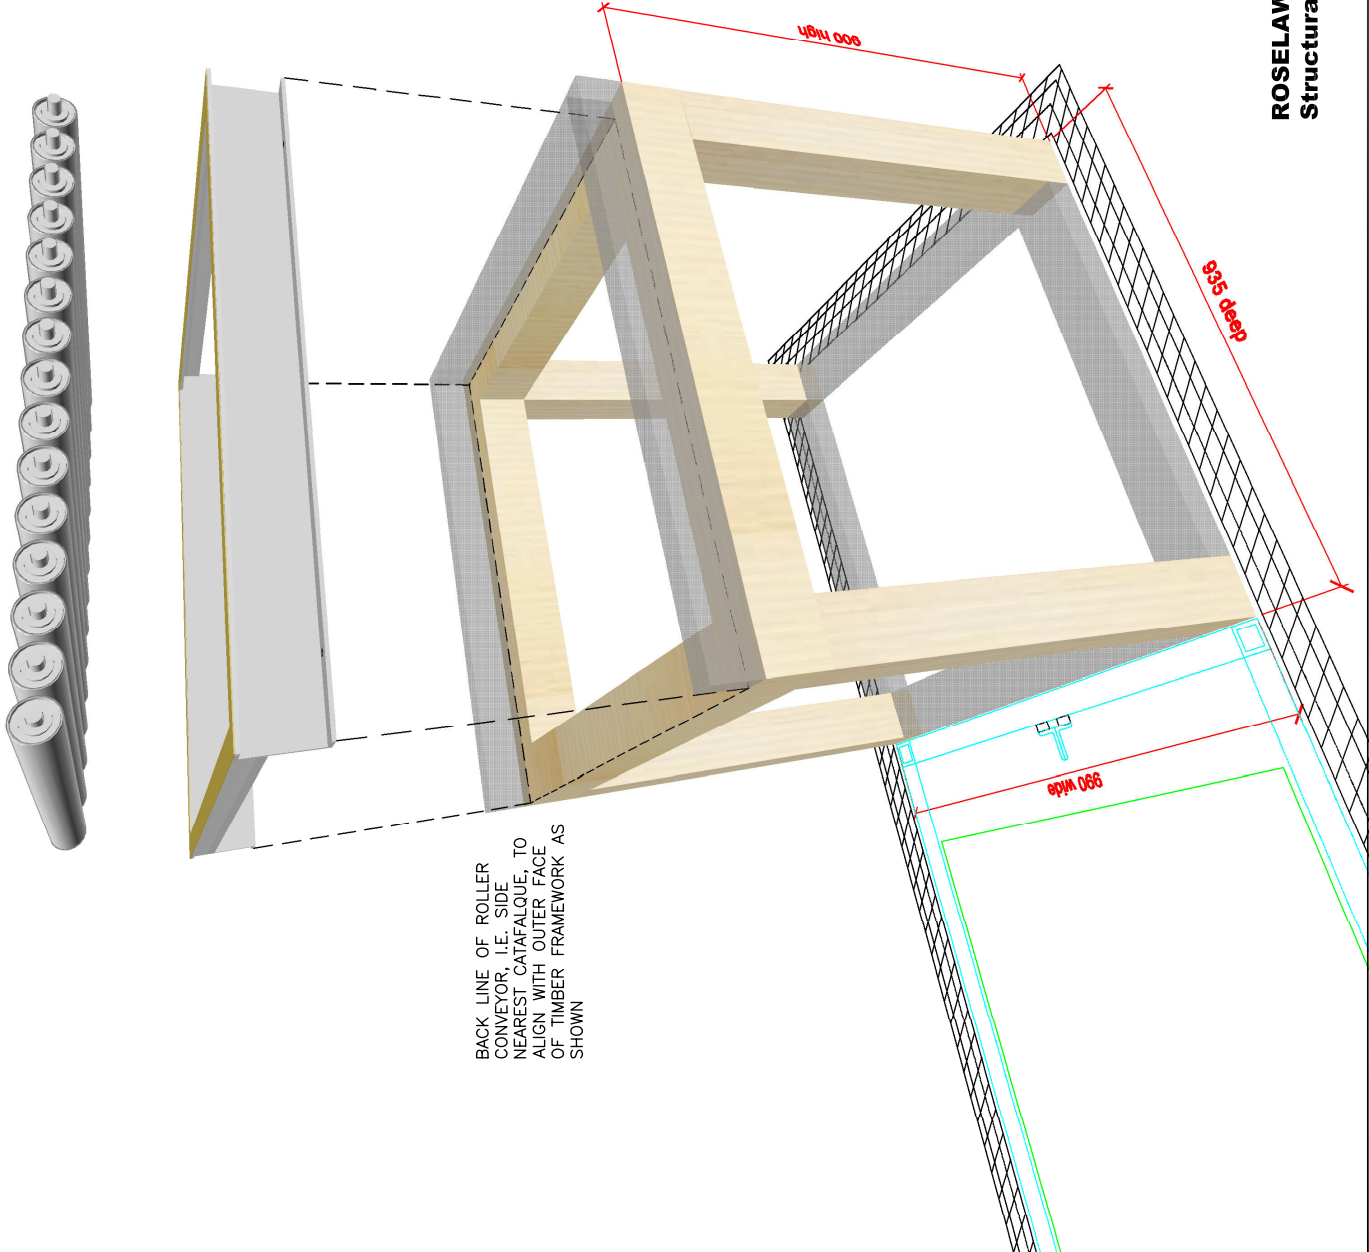 900 high
935 deep
990 wide
BACK LINE OF ROLLER
CONVEYOR, I.E. SIDE
NEAREST CATAFALQUE, TO
ALIGN WITH OUTER FACE
OF TIMBER FRAMEWORK AS
SHOWN
ROSELAW
Structura